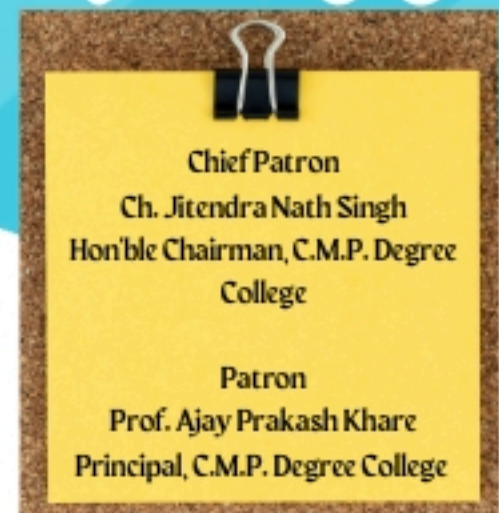 Chief Patron
Ch. Jitendra Nath Singh
Hon'ble Chairman, C.M.P. Degree
College
Patron
Prof. Ajay Prakash Khare
Principal, C.M.P. Degree College